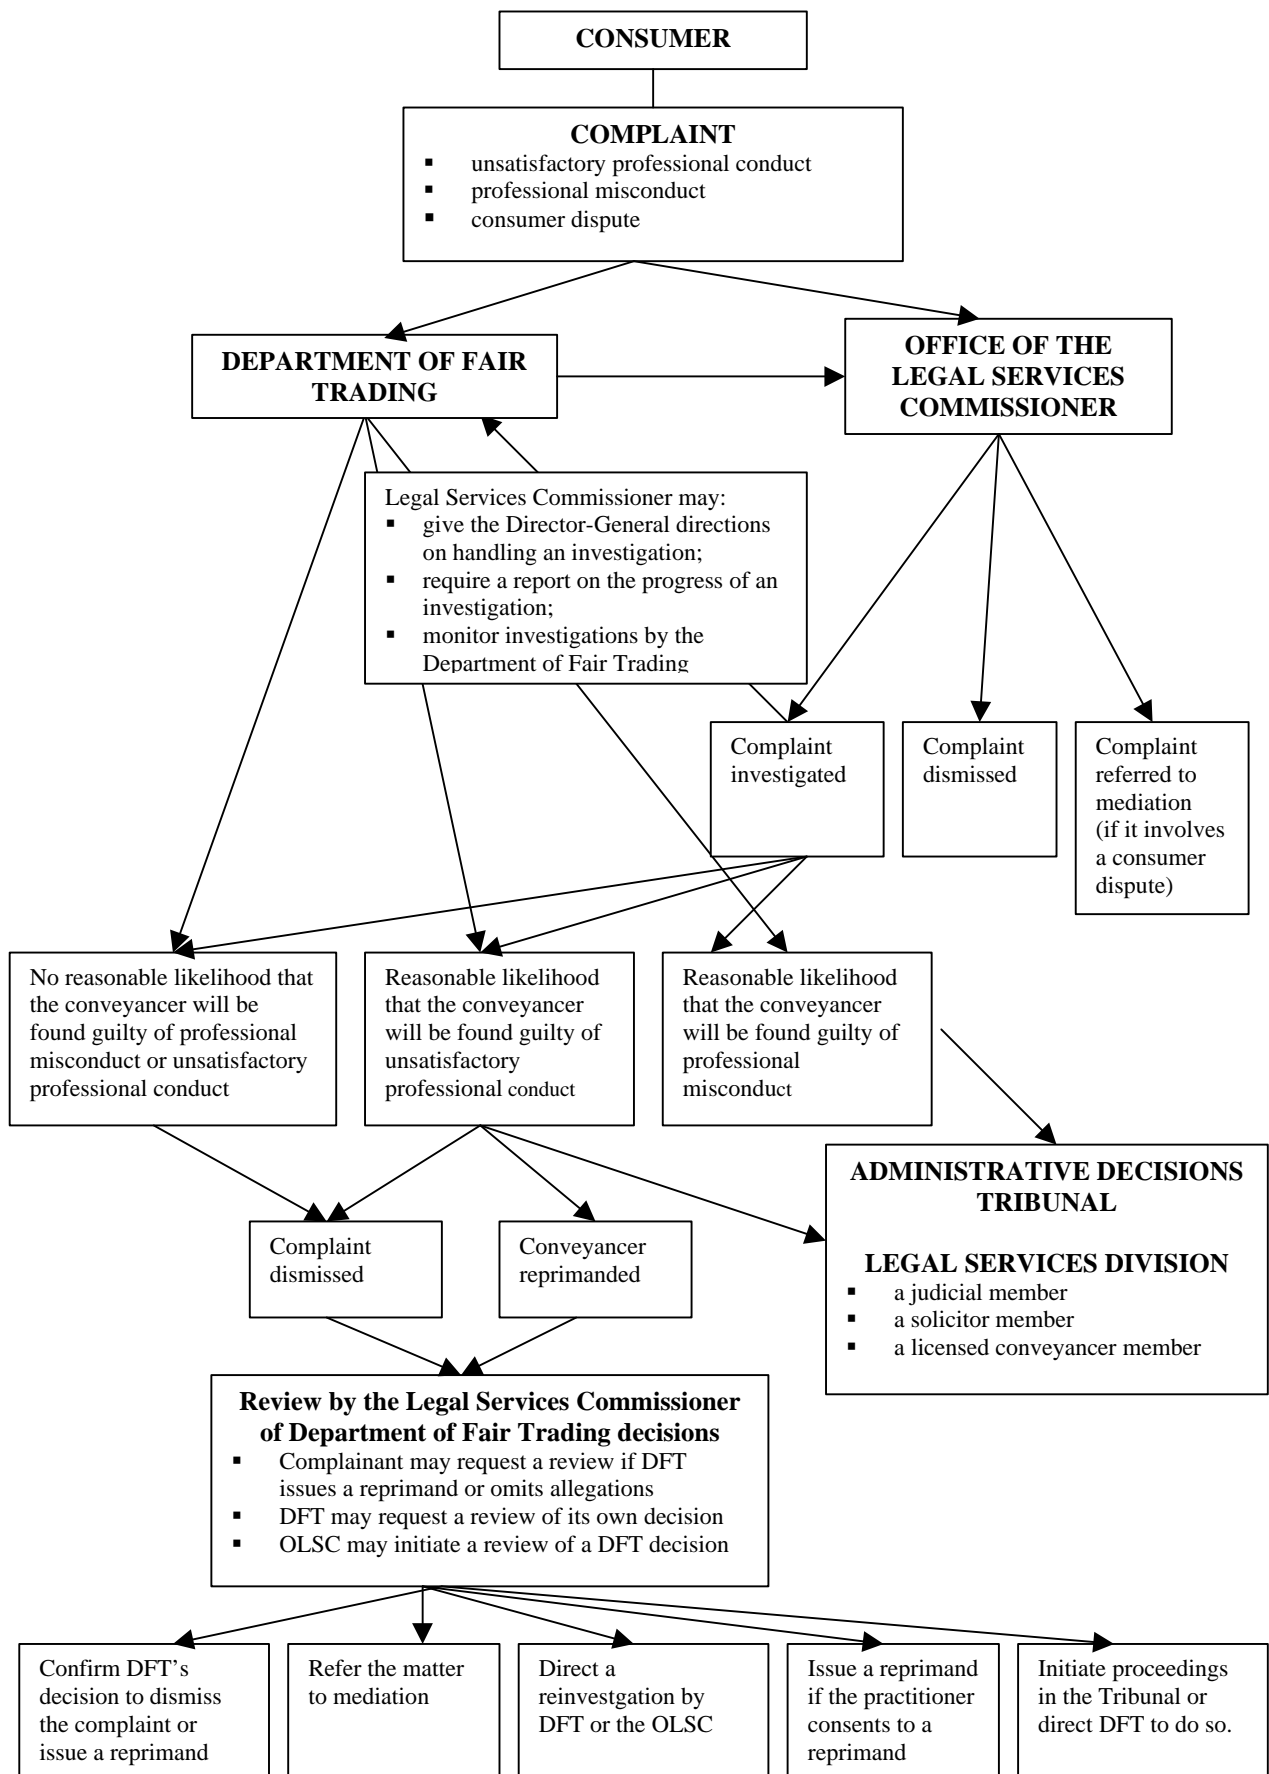 CONSUMER
COMPLAINT
▪ unsatisfactory professional conduct
▪ professional misconduct
▪ consumer dispute
DEPARTMENT OF FAIR
TRADING
OFFICE OF THE
LEGAL SERVICES
COMMISSIONER
Legal Services Commissioner may:
▪ give the Director-General directions
on handling an investigation;
▪ require a report on the progress of an
investigation;
▪ monitor investigations by the
Department of Fair Trading
Complaint
investigated
Complaint
dismissed
Complaint
referred to
mediation
(if it involves
a consumer
dispute)
No reasonable likelihood that
the conveyancer will be
found guilty of professional
misconduct or unsatisfactory
professional conduct
Reasonable likelihood
that the conveyancer
will be found guilty of
unsatisfactory
professional conduct
Reasonable likelihood
that the conveyancer
will be found guilty of
professional
misconduct
ADMINISTRATIVE DECISIONS
TRIBUNAL
LEGAL SERVICES DIVISION
▪ a judicial member
▪ a solicitor member
▪ a licensed conveyancer member
Complaint
dismissed
Conveyancer
reprimanded
Review by the Legal Services Commissioner
of Department of Fair Trading decisions
▪ Complainant may request a review if DFT
issues a reprimand or omits allegations
▪ DFT may request a review of its own decision
▪ OLSC may initiate a review of a DFT decision
Confirm DFT’s
decision to dismiss
the complaint or
issue a reprimand
Refer the matter
to mediation
Direct a
reinvestgation by
DFT or the OLSC
Issue a reprimand
if the practitioner
consents to a
reprimand
Initiate proceedings
in the Tribunal or
direct DFT to do so.